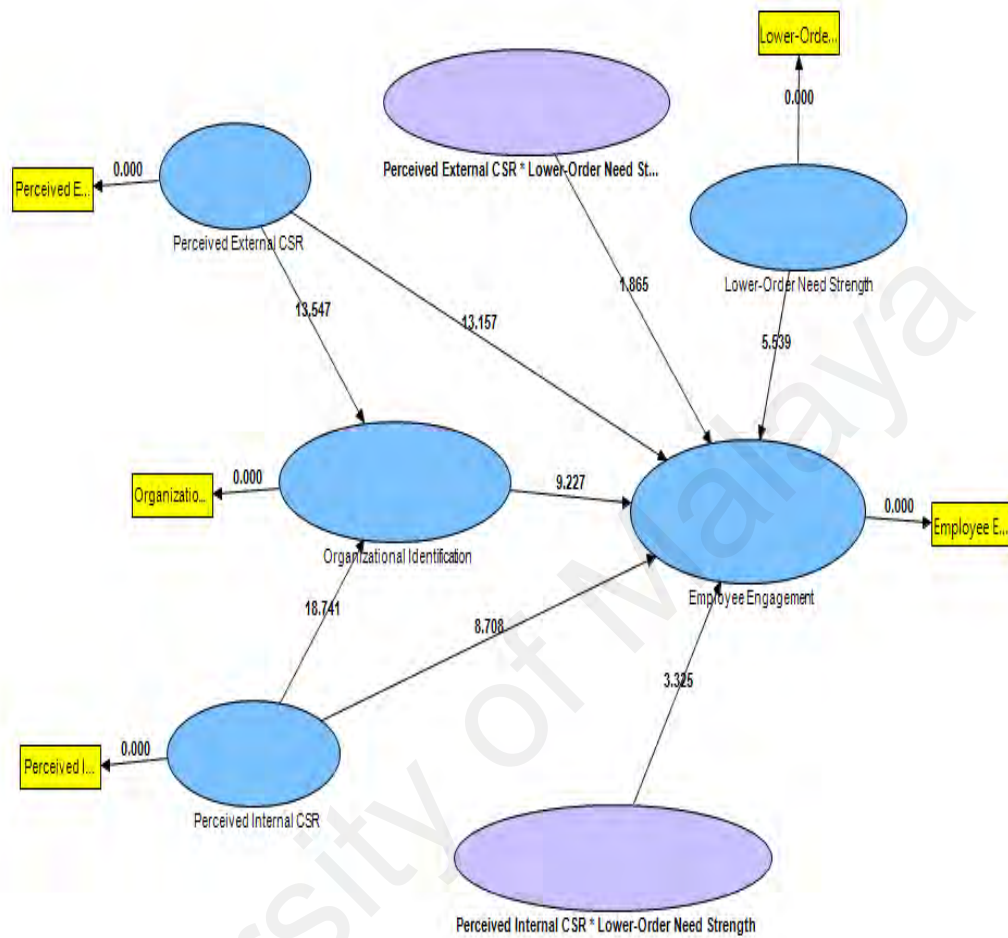 Lower-Orde...
0.000
Perceived External CSR * Lower-Order Need St...
0.000
Perceived E...
Perceived External CSR
Lower-Order Need Strength
1.865
13.547
13.157
5.539
0.000
Organizatio...
9.227
0.000
Employee E...
Organizational Identification
Employee Engagement
18.741
8.708
3.325
0.000
Perceived I...
Perceived Internal CSR
Perceived Internal CSR * Lower-Order Need Strength
ersity of Malaya